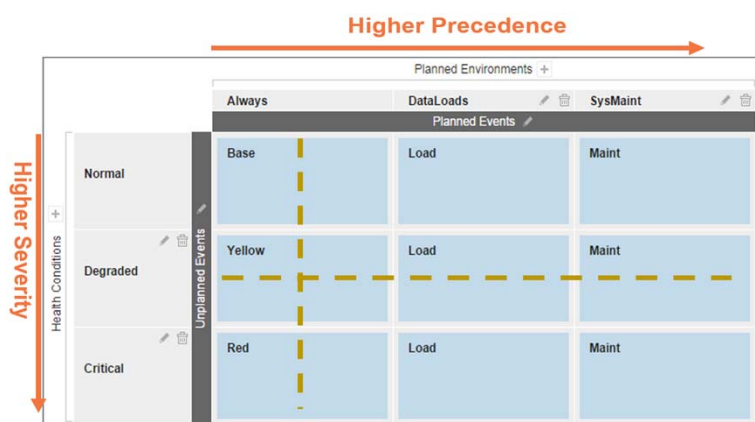 Higher Precedence
Planned Environments +
Always
DataLoads
SysMaint
Planned Events
Higher Severity
Health Conditions +
Unplanned Events
Normal
Base
Load
Maint
Degraded
Yellow
Load
Maint
Critical
Red
Load
Maint